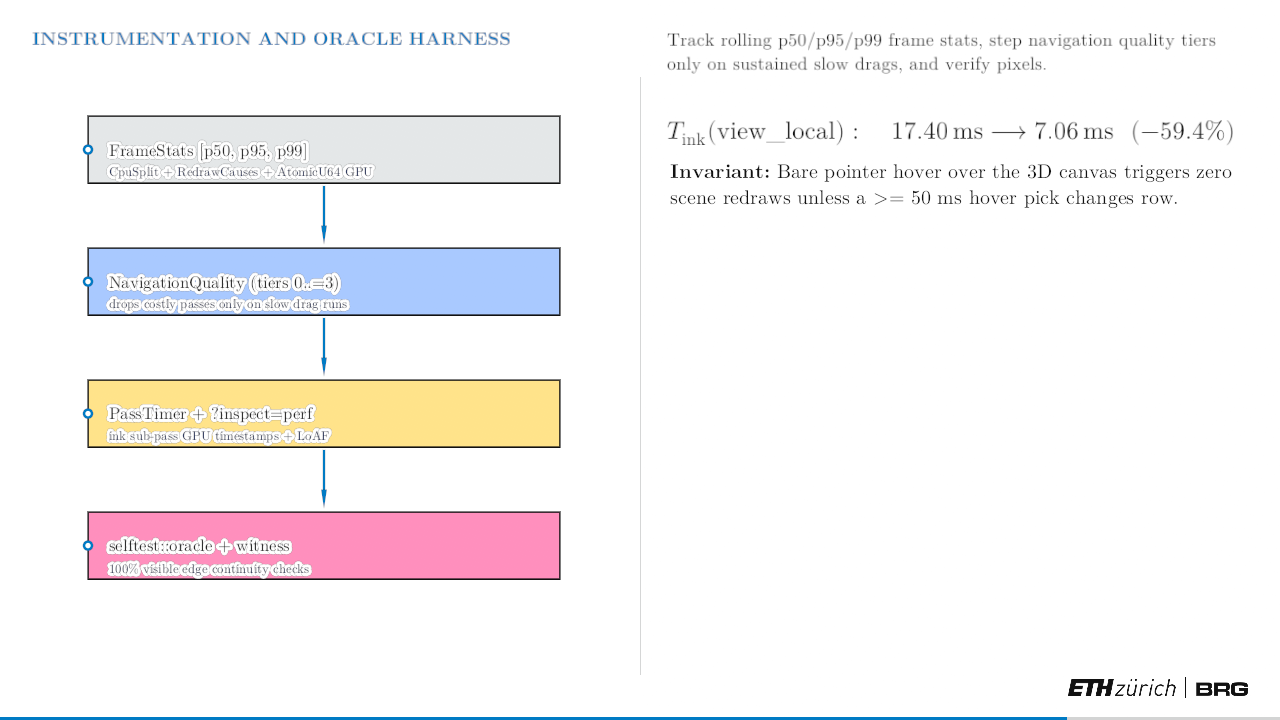 INSTRUMENTATION AND ORACLE HARNESS
FrameStats [p50, p95, p99]
CpuSplit + RedrawCauses + AtomicU64 GPU
NavigationQuality (tiers 0..=3)
drops costly passes only on slow drag runs
PassTimer + ?inspect=perf
ink sub-pass GPU timestamps + LoAF
selftest::oracle + witness
100% visible edge continuity checks
Track rolling p50/p95/p99 frame stats, step navigation quality tiers
only on sustained slow drags, and verify pixels.
T_ink(view_local) : 17.40 ms ⟶ 7.06 ms (−59.4%)
Invariant: Bare pointer hover over the 3D canvas triggers zero
scene redraws unless a >= 50 ms hover pick changes row.
ETH zürich | BRG